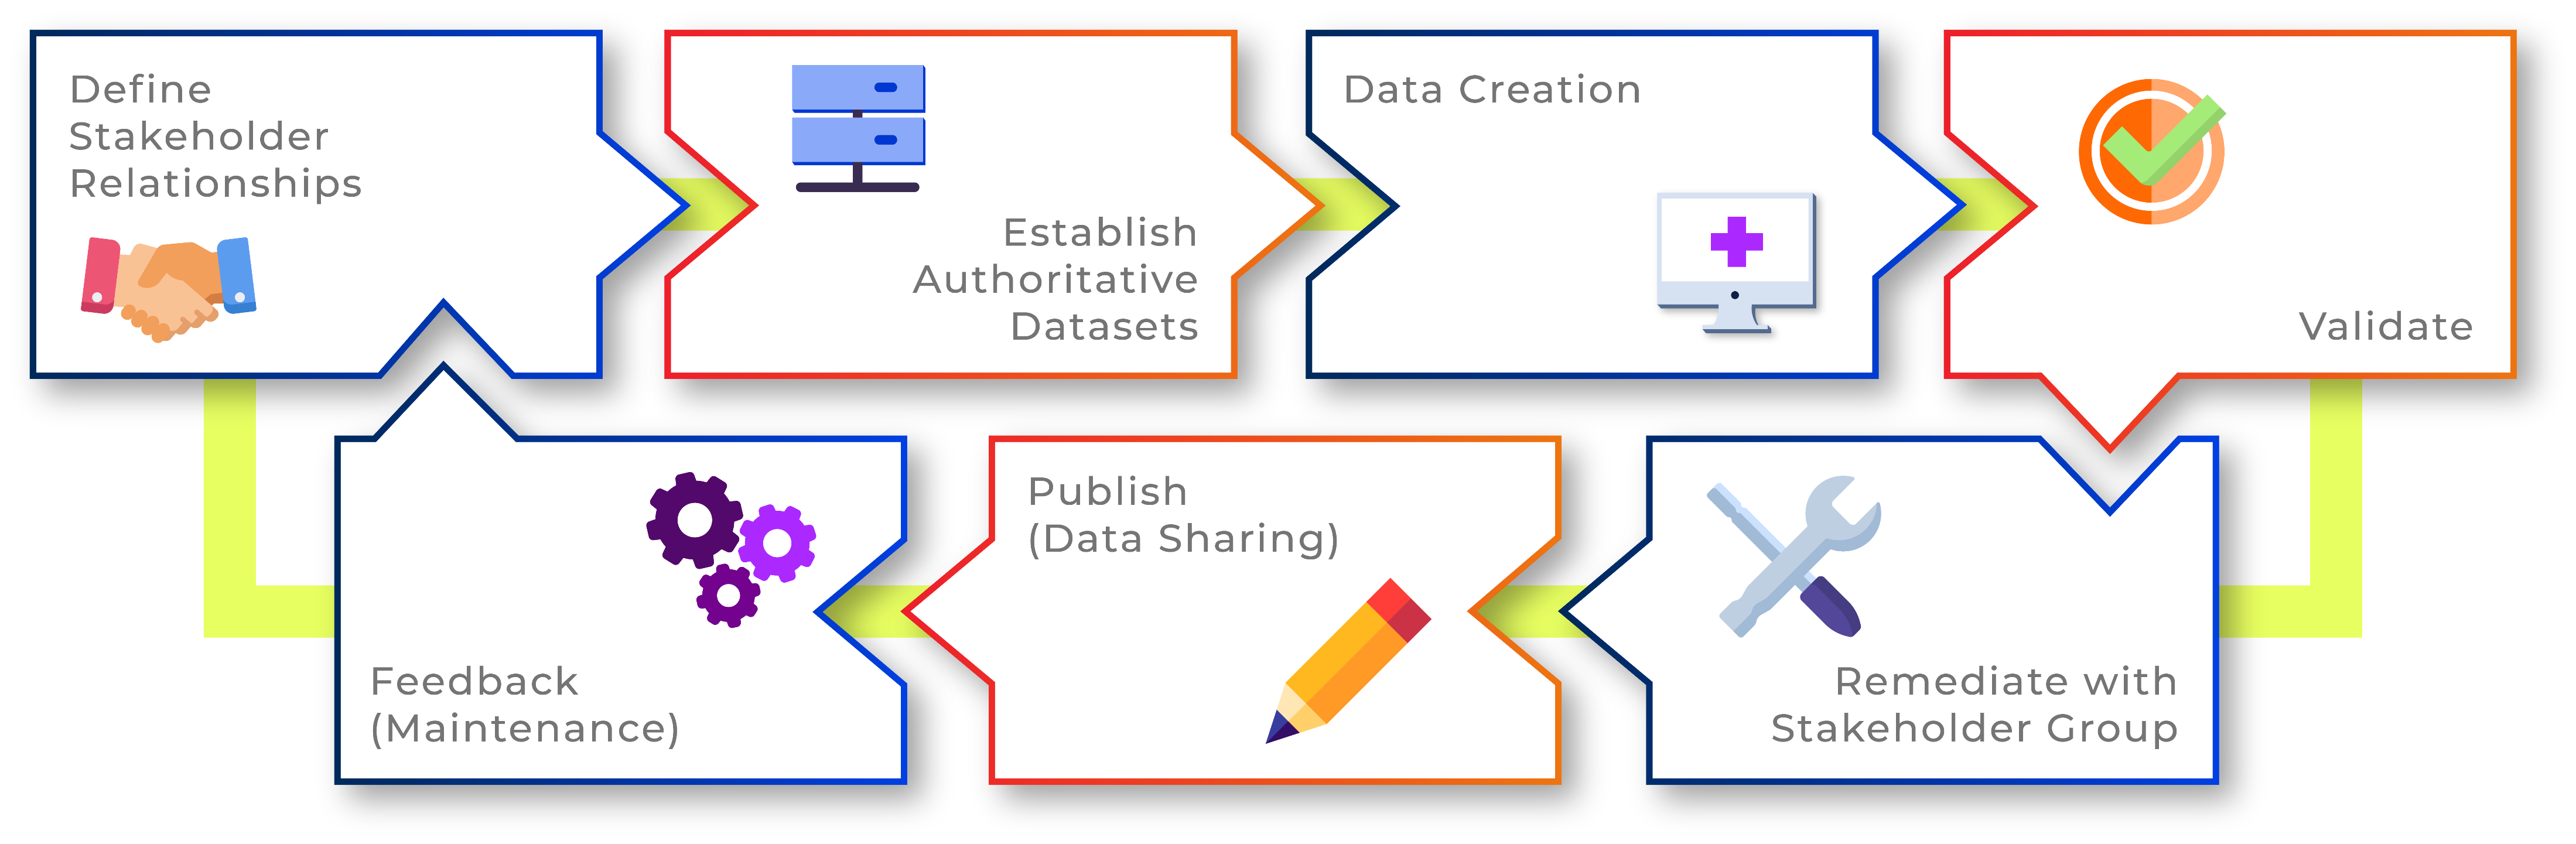 Define
Stakeholder
Relationships
Establish
Authoritative
Datasets
Data Creation
Validate
Remediate with
Stakeholder Group
Publish
(Data Sharing)
Feedback
(Maintenance)